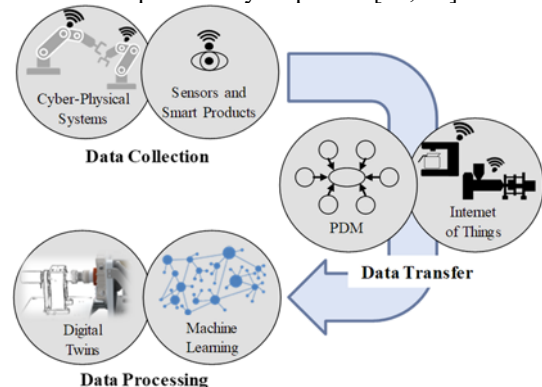 Cyber-Physical
Systems
Sensors and
Smart Products
Data Collection
PDM
Internet
of Things
Data Transfer
Digital
Twins
Machine
Learning
Data Processing